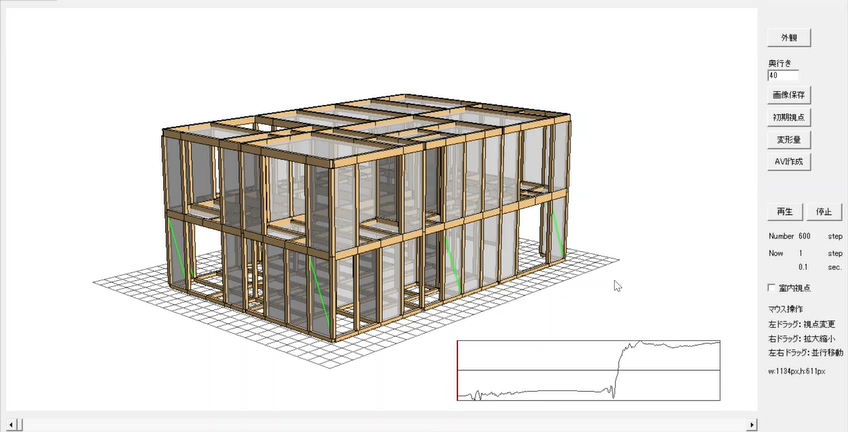 外観
奥行き
40
画像保存
初期視点
変形量
AVI作成
再生 停止
Number 600 step
Now 1 step
0.1 sec.
室内視点
マウス操作
左ドラッグ: 視点変更
右ドラッグ: 拡大縮小
左右ドラッグ: 並行移動
w:1134px,h:611px